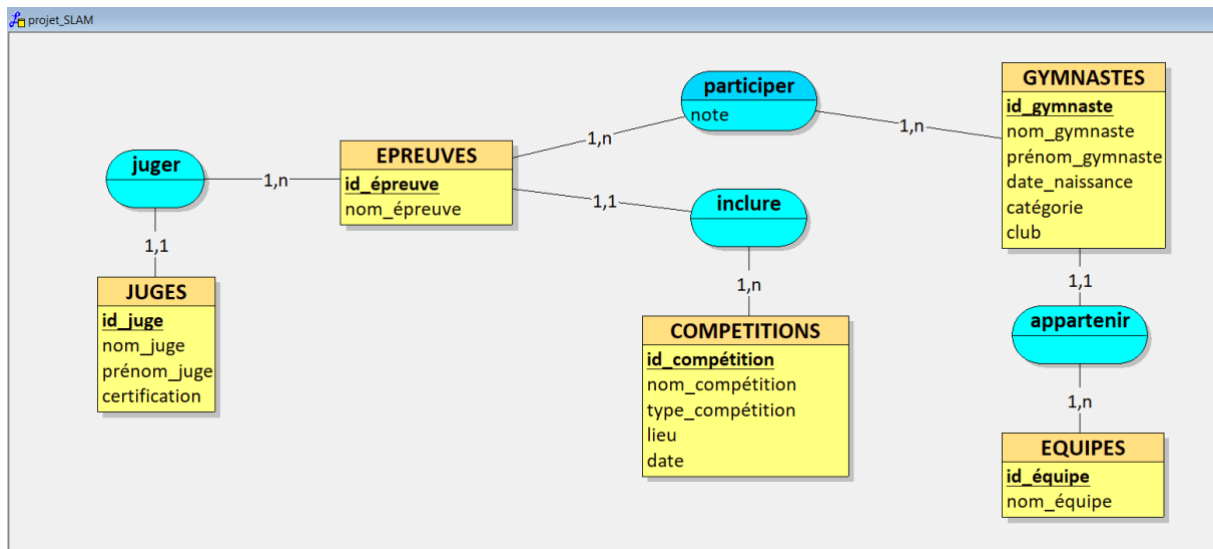 projet_SLAM
participer
note
1,n
1,n
GYMNASTES
id_gymnaste
nom_gymnaste
prénom_gymnaste
date_naissance
catégorie
club
juger
1,n
EPREUVES
id_épreuve
nom_épreuve
1,1
inclure
1,1
JUGES
id_juge
nom_juge
prénom_juge
certification
1,n
COMPETITIONS
id_compétition
nom_compétition
type_compétition
lieu
date
1,1
appartenir
1,n
EQUIPES
id_équipe
nom_équipe